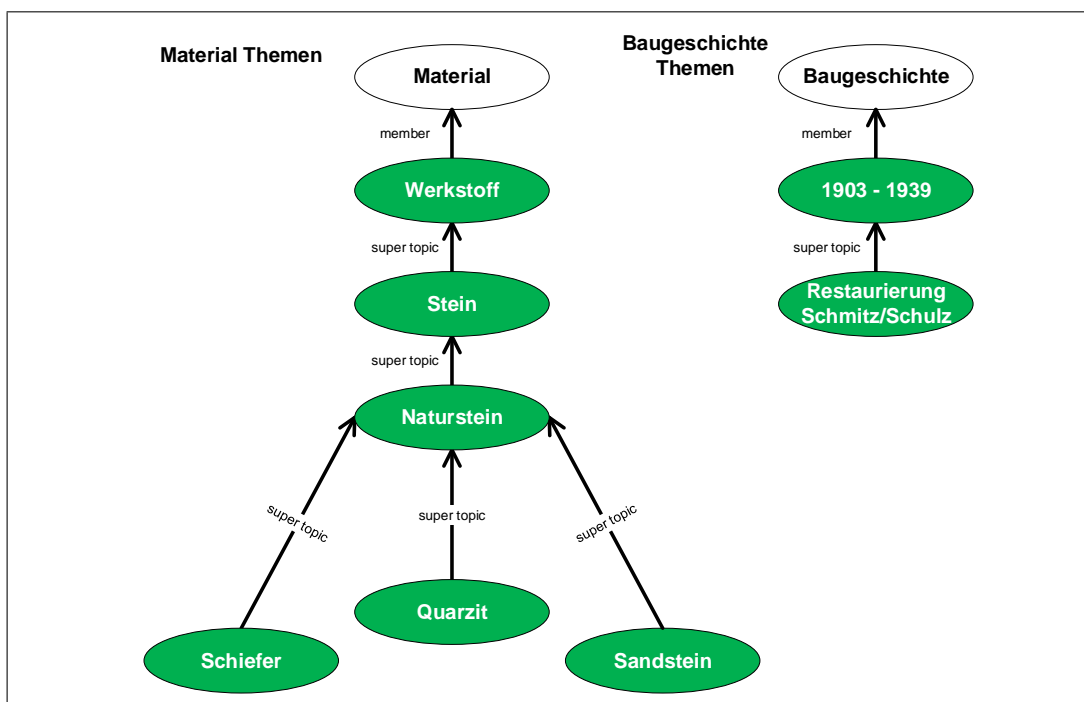 Material Themen
Material
Baugeschichte
Themen
Baugeschichte
member
member
Werkstoff
1903 - 1939
super topic
super topic
Stein
Restaurierung
Schmitz/Schulz
super topic
Naturstein
super topic
super topic
super topic
Quarzit
Schiefer
Sandstein